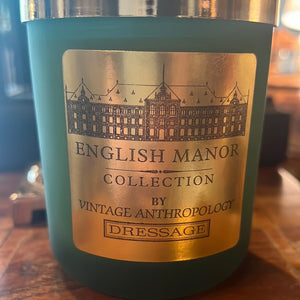 ENGLISH MANOR
COLLECTION
BY
VINTAGE ANTHROPOLOGY
DRESSAGE